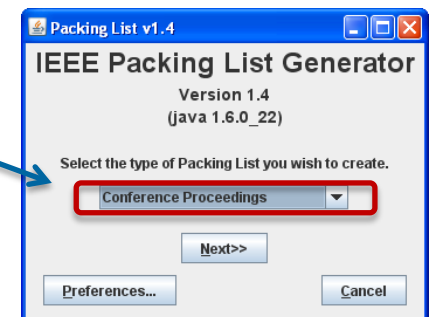 Packing List v1.4
IEEE Packing List Generator
Version 1.4
(java 1.6.0_22)
Select the type of Packing List you wish to create.
Conference Proceedings
Next>>
Preferences... Cancel